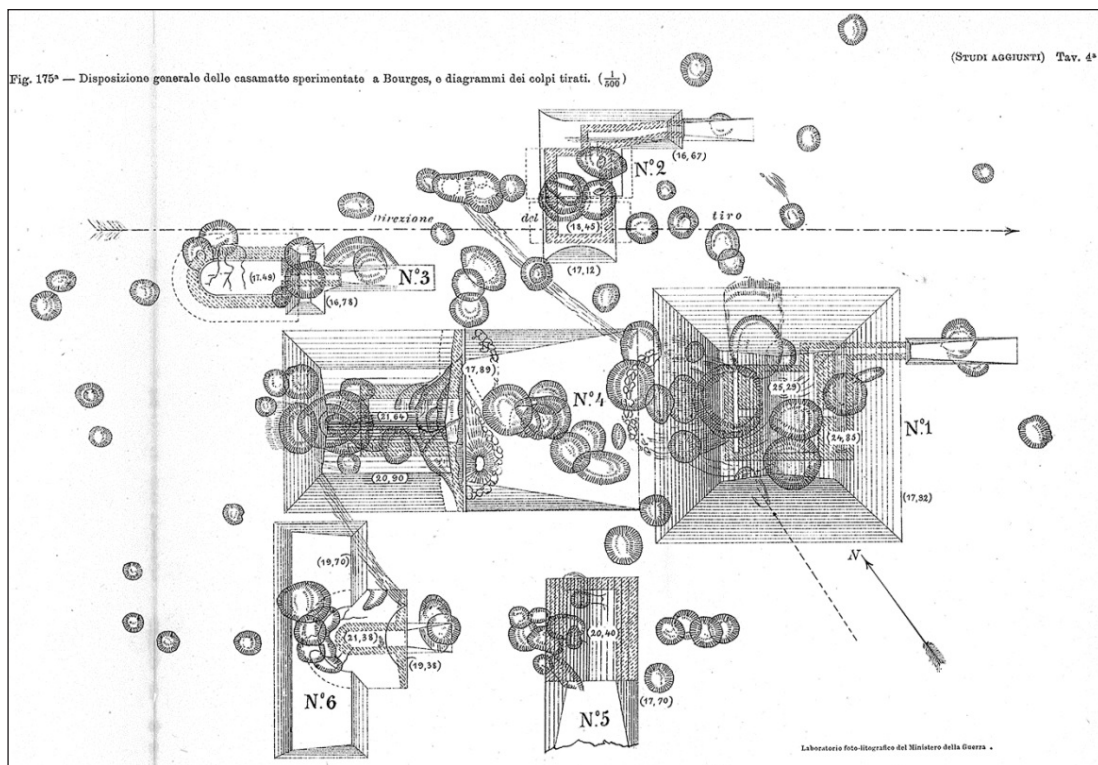 (STUDI AGGIUNTI) Tav. 4ª
Fig. 175ª — Disposizione generale delle casamatte sperimentate a Bourges, e diagrammi dei colpi tirati. (1/500)
(16,67)
N.º 2
Direzione del tiro
(18,45)
(17,12)
(17,49)
N.º 3
(16,78)
(17,89)
N.º 4
(21,64)
(20,90)
(25,29)
(24,85)
N.º 1
(17,32)
N
(19,70)
(21,38)
(19,38)
N.º 6
(20,40)
(17,70)
N.º 5
Laboratorio foto-litografico del Ministero della Guerra.